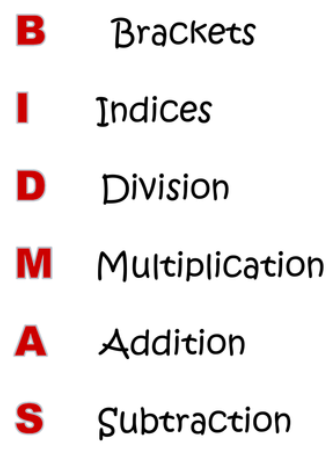 B Brackets
I Indices
D Division
M Multiplication
A Addition
S Subtraction